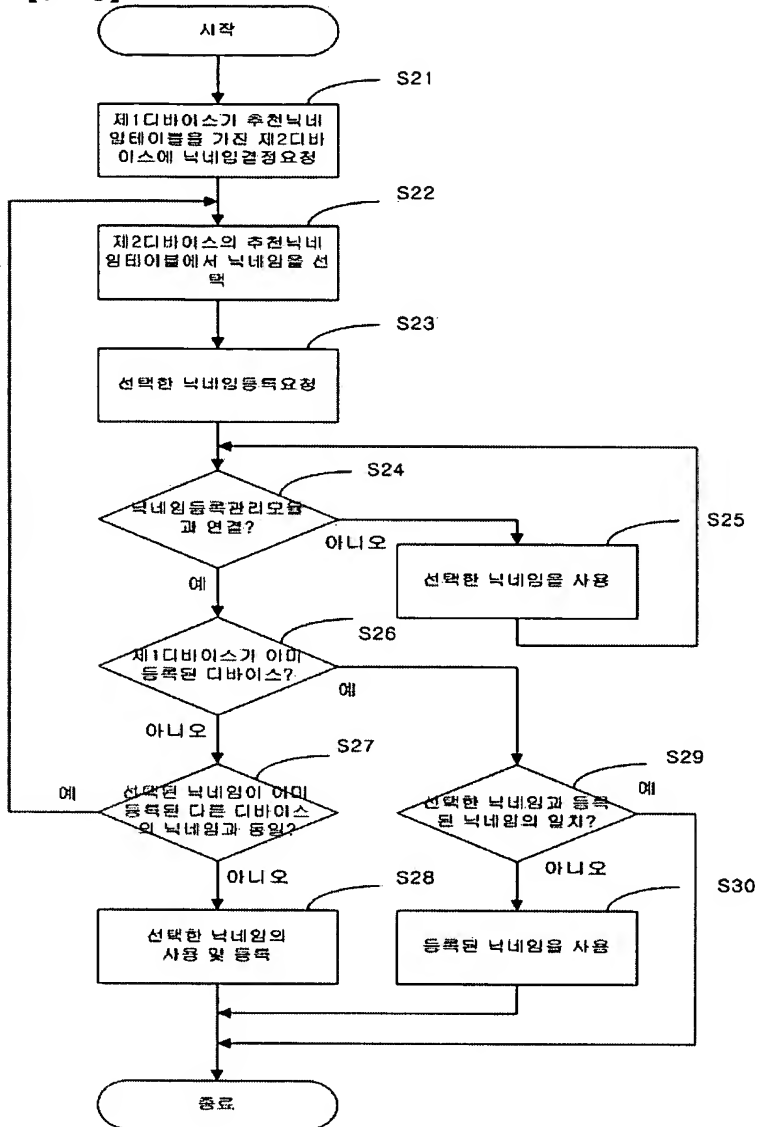 시작
S21
제1디바이스가 추천닉네
임테이블을 가진 제2디바
이스에 닉네임결정요청
S22
제2디바이스의 추천닉네
임테이블에서 닉네임을 선
택
S23
선택한 닉네임등록요청
S24
닉네임등록관리모듈
과 연결?
아니오
S25
선택한 닉네임을 사용
예
S26
제1디바이스가 이미
등록된 디바이스?
예
아니오
S27
선택된 닉네임이 이미
등록된 다른 디바이스
의 닉네임과 동일?
예
S29
선택한 닉네임과 등록
된 닉네임의 일치?
예
아니오
S28
선택한 닉네임의
사용 및 등록
아니오
S30
등록된 닉네임을 사용
종료